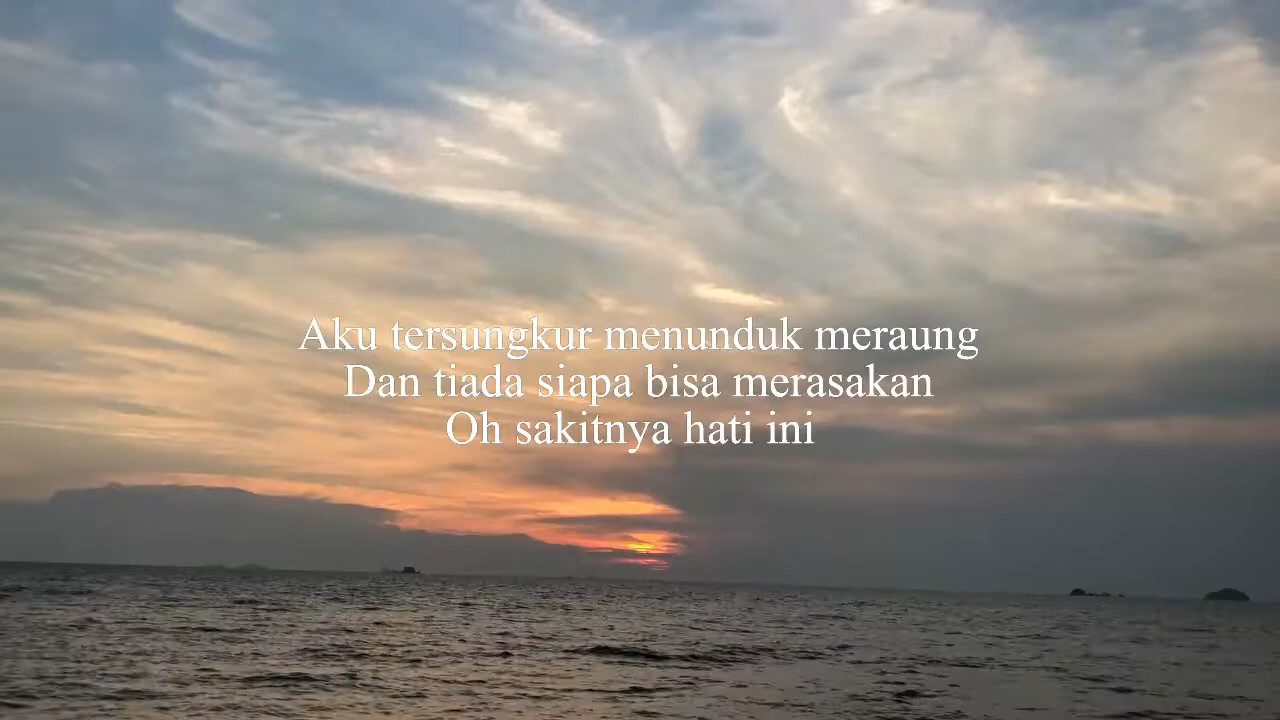 Aku tersungkur menunduk meraung
Dan tiada siapa bisa merasakan
Oh sakitnya hati ini